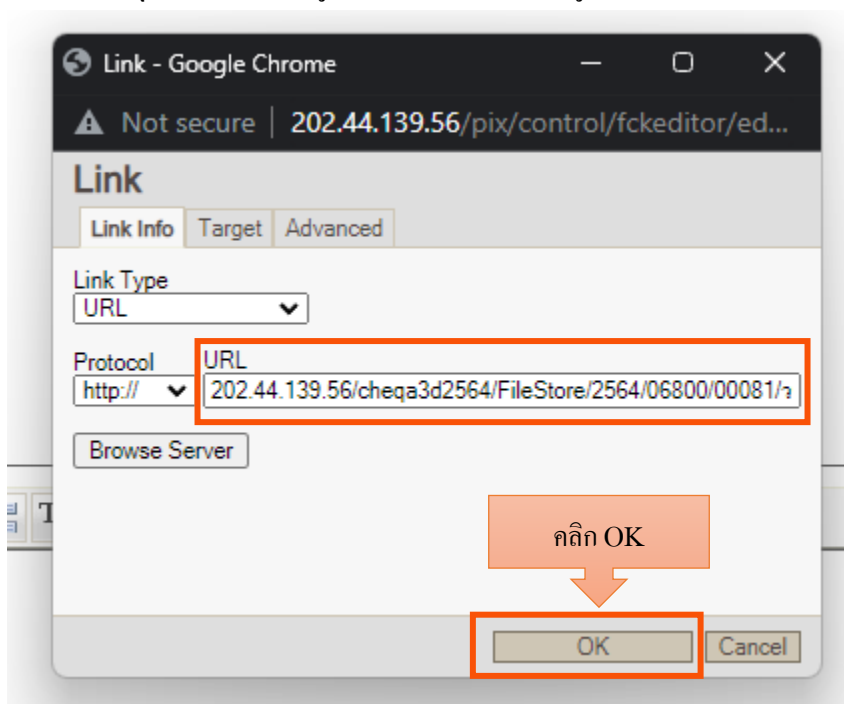 Link - Google Chrome
Not secure | 202.44.139.56/pix/control/fckeditor/ed...
Link
Link Info Target Advanced
Link Type
URL
Protocol URL
http:// 202.44.139.56/cheqa3d2564/FileStore/2564/06800/00081/
Browse Server
T
คลิก OK
OK Cancel